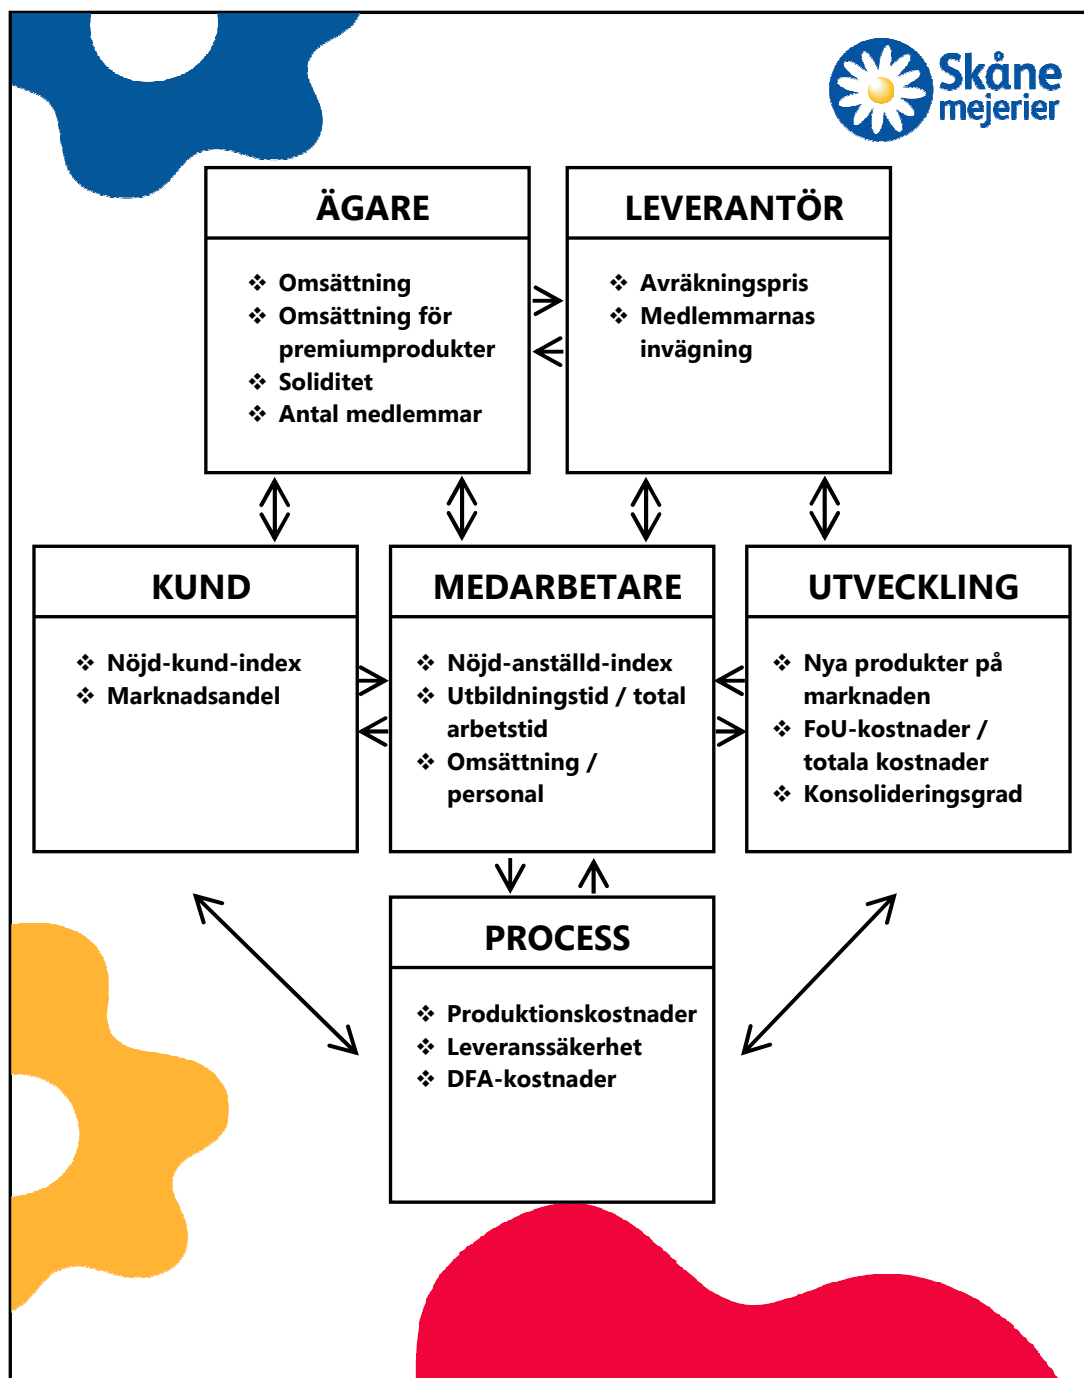 Skåne
mejerier
ÄGARE
❖ Omsättning
❖ Omsättning för
premiumprodukter
❖ Soliditet
❖ Antal medlemmar
LEVERANTÖR
❖ Avräkningspris
❖ Medlemmarnas
invägning
KUND
❖ Nöjd-kund-index
❖ Marknadsandel
MEDARBETARE
❖ Nöjd-anställd-index
❖ Utbildningstid / total
arbetstid
❖ Omsättning /
personal
UTVECKLING
❖ Nya produkter på
marknaden
❖ FoU-kostnader /
totala kostnader
❖ Konsolideringsgrad
PROCESS
❖ Produktionskostnader
❖ Leveranssäkerhet
❖ DFA-kostnader